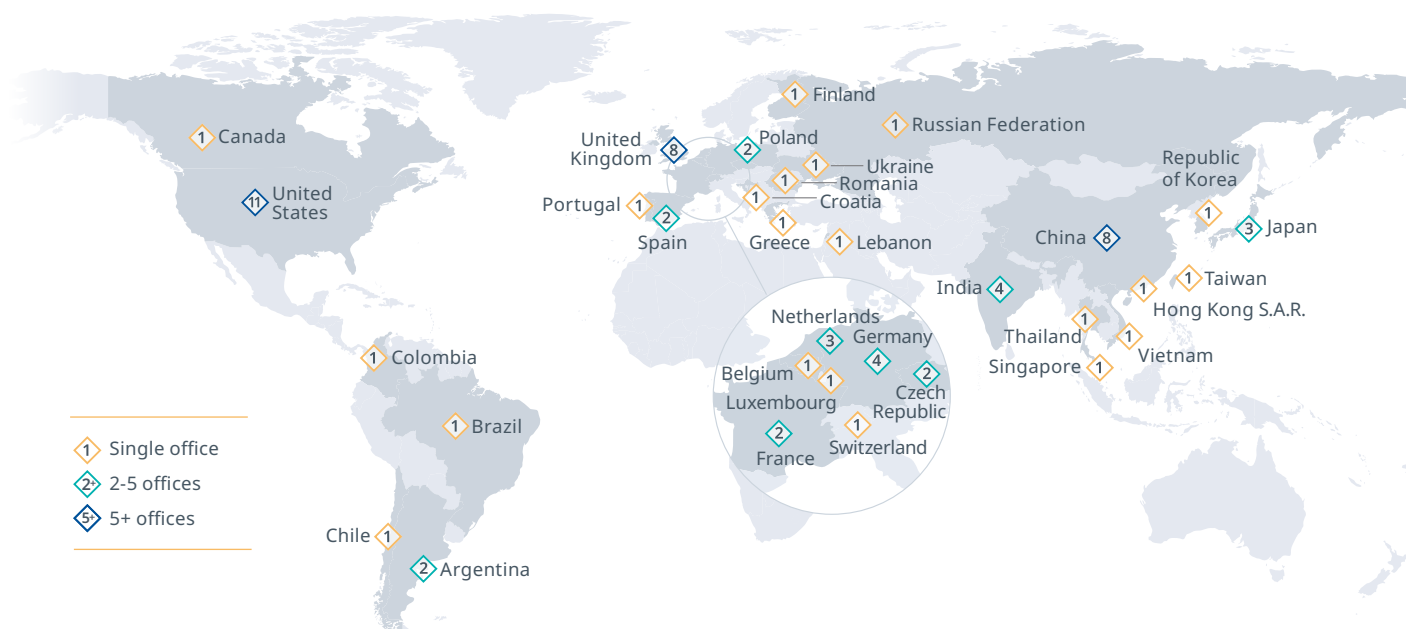 1 Finland
1 Russian Federation
1 Canada
United
Kingdom 8
2 Poland
1 Ukraine
1 Romania
1 Croatia
Republic
of Korea
1
11 United
States
Portugal 1
2
Spain
1
Greece
1 Lebanon
China 8
3 Japan
India 4
1 Taiwan
1
Hong Kong S.A.R.
1
Thailand
1
Vietnam
Singapore 1
Netherlands
3
Germany
4
Belgium 1
1
Luxembourg
2
Czech
Republic
1
Switzerland
2
France
1 Colombia
1 Brazil
1 Single office
2+ 2-5 offices
5+ 5+ offices
Chile 1
2 Argentina